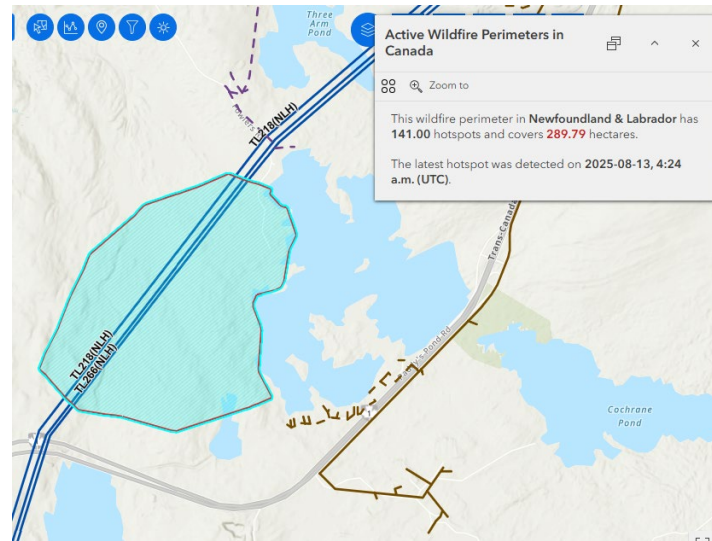 Three
Arm
Pond
TL218(NLH)
Active Wildfire Perimeters in
Canada
Zoom to
This wildfire perimeter in Newfoundland & Labrador has
141.00 hotspots and covers 289.79 hectares.
The latest hotspot was detected on 2025-08-13, 4:24
a.m. (UTC).
Trans-Canada
Pond Rd
TL218(NLH)
TL266(NLH)
1
Cochrane
Pond